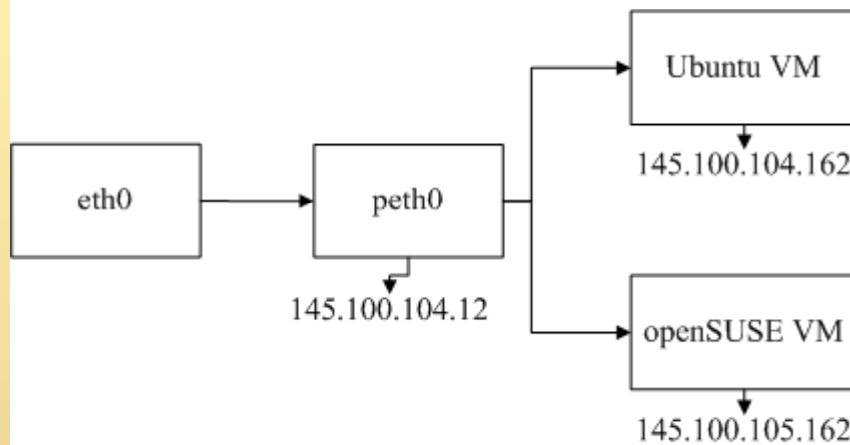 eth0
peth0
145.100.104.12
Ubuntu VM
145.100.104.162
openSUSE VM
145.100.105.162